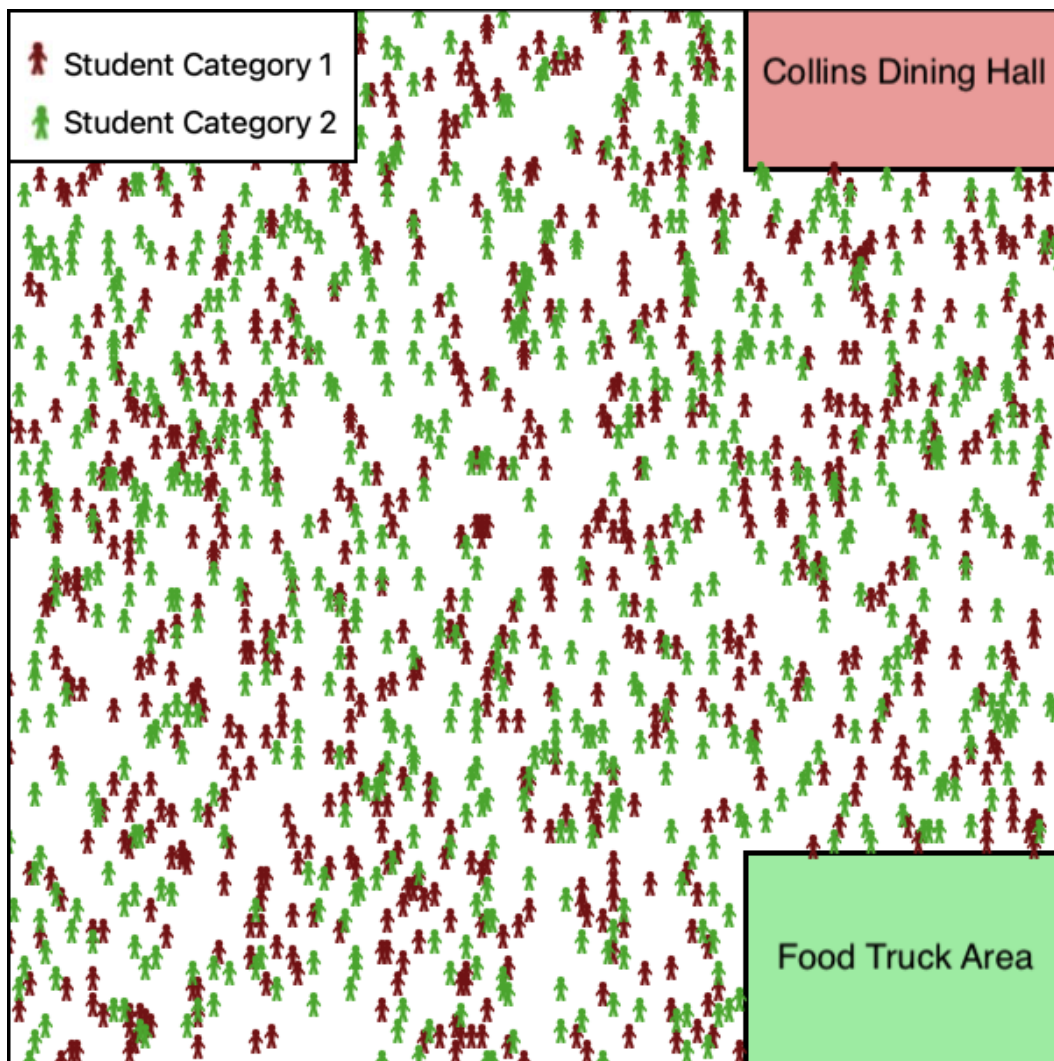 Student Category 1
Student Category 2
Collins Dining Hall
Food Truck Area